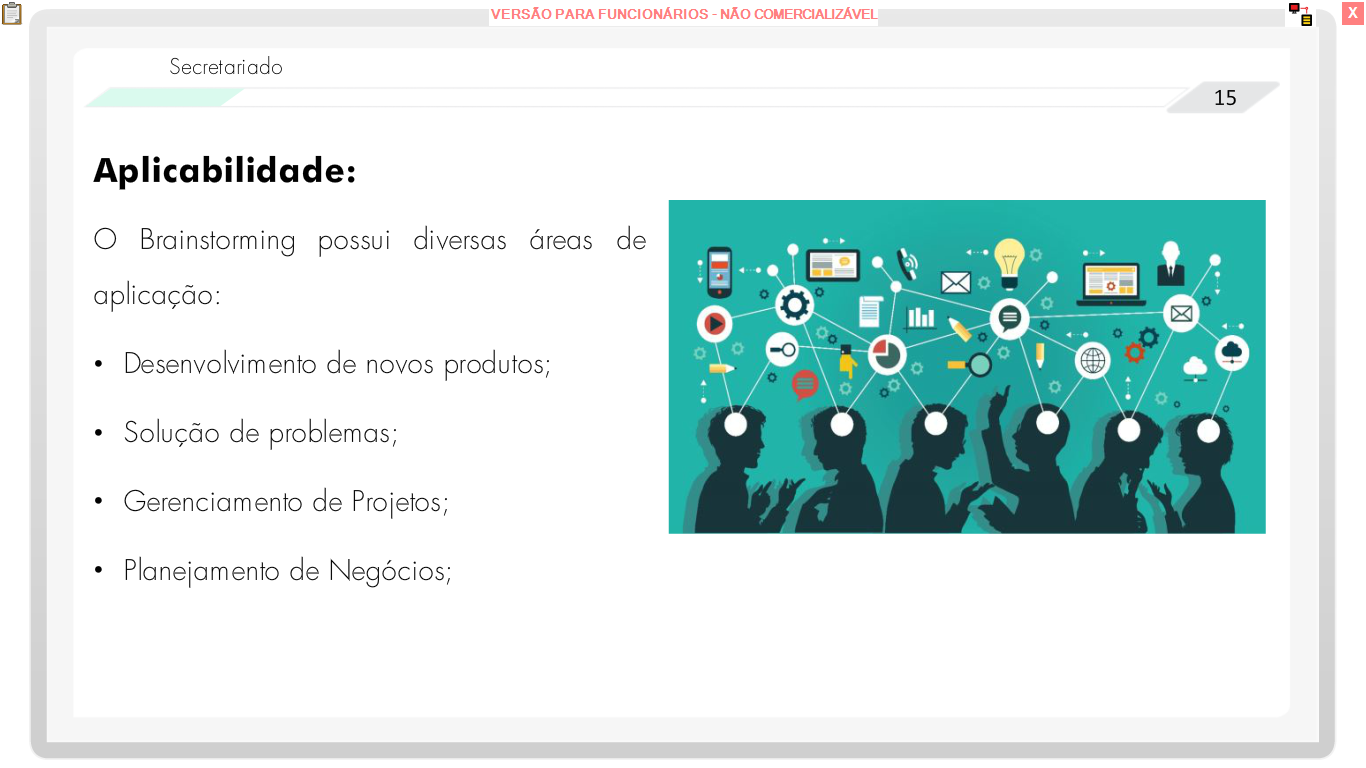 VERSÃO PARA FUNCIONÁRIOS - NÃO COMERCIALIZÁVEL
X
Secretariado
15
Aplicabilidade:
O Brainstorming possui diversas áreas de
aplicação:
• Desenvolvimento de novos produtos;
• Solução de problemas;
• Gerenciamento de Projetos;
• Planejamento de Negócios;